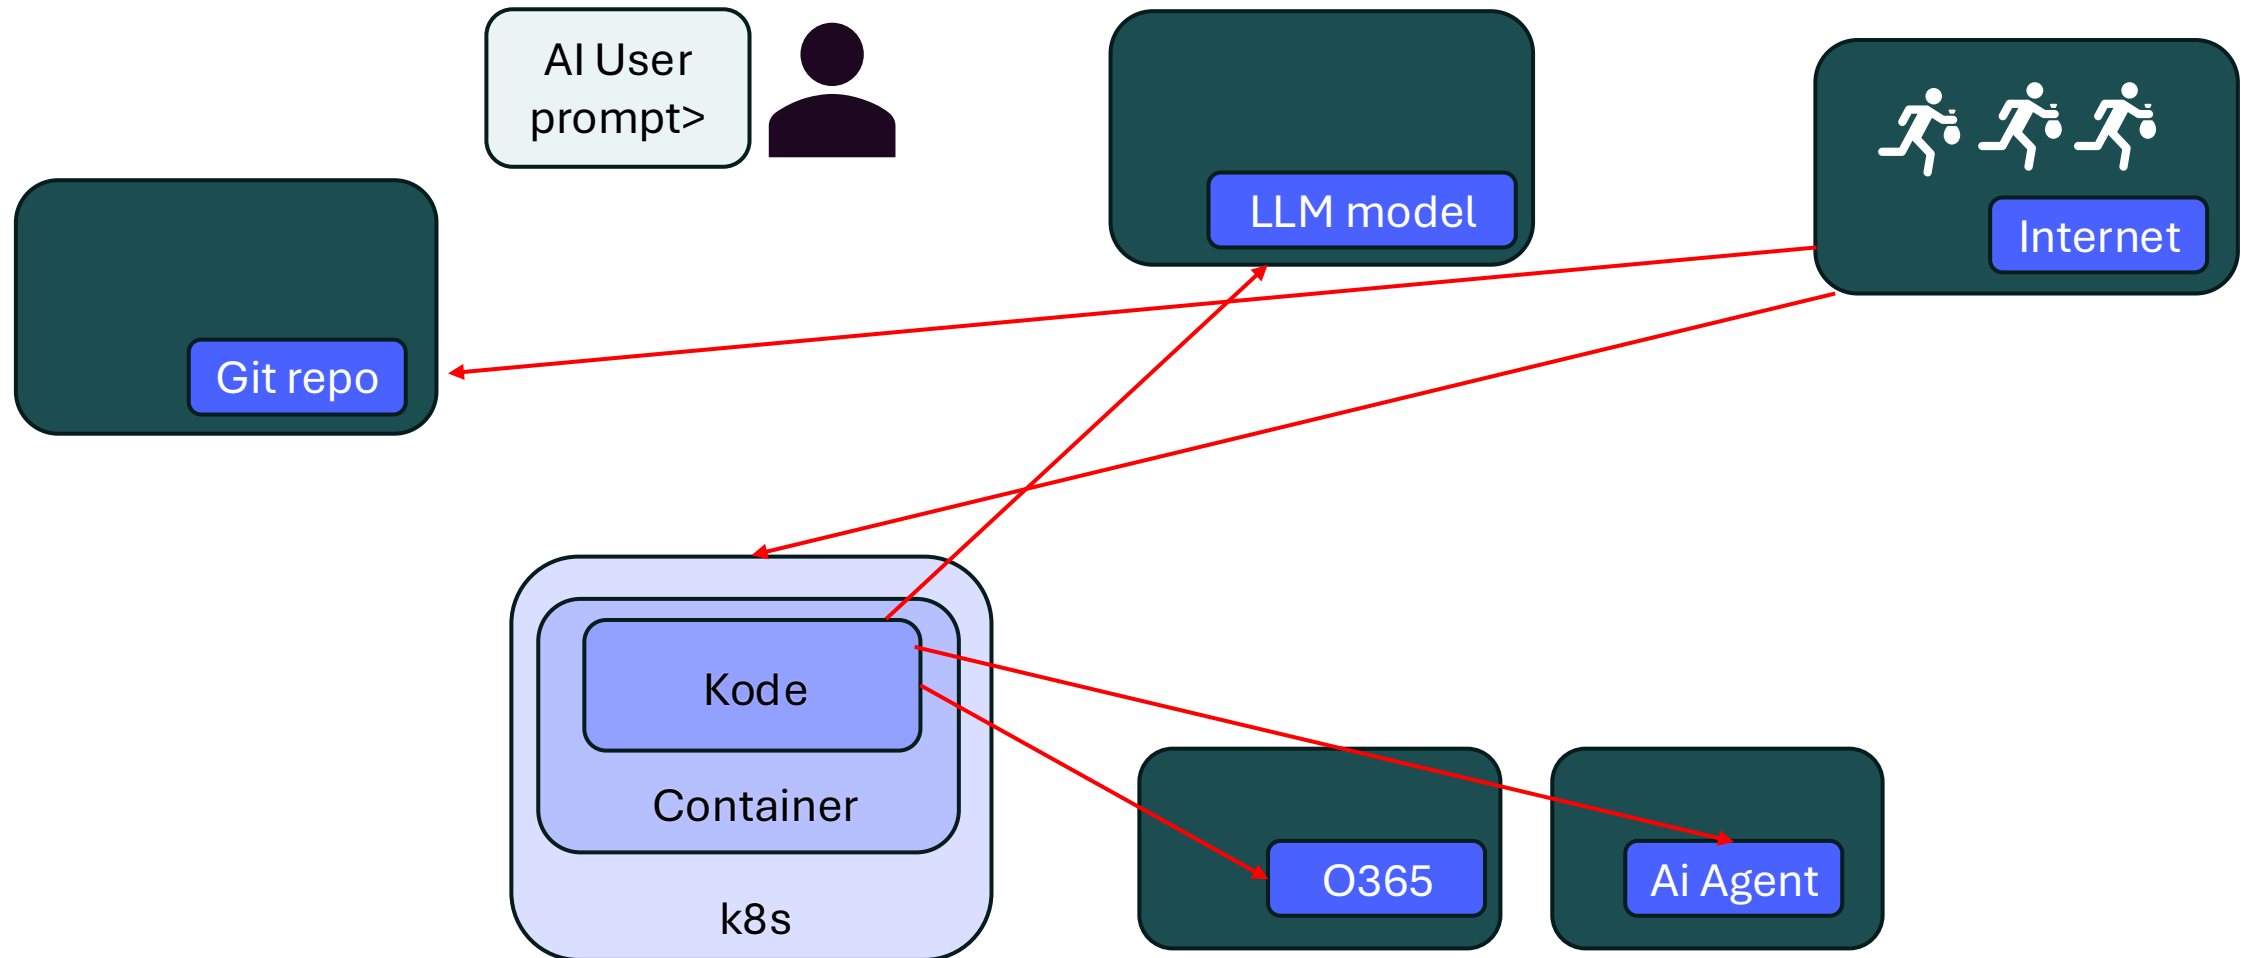 AI User
prompt>
LLM model
Internet
Git repo
Kode
Container
k8s
O365
Ai Agent